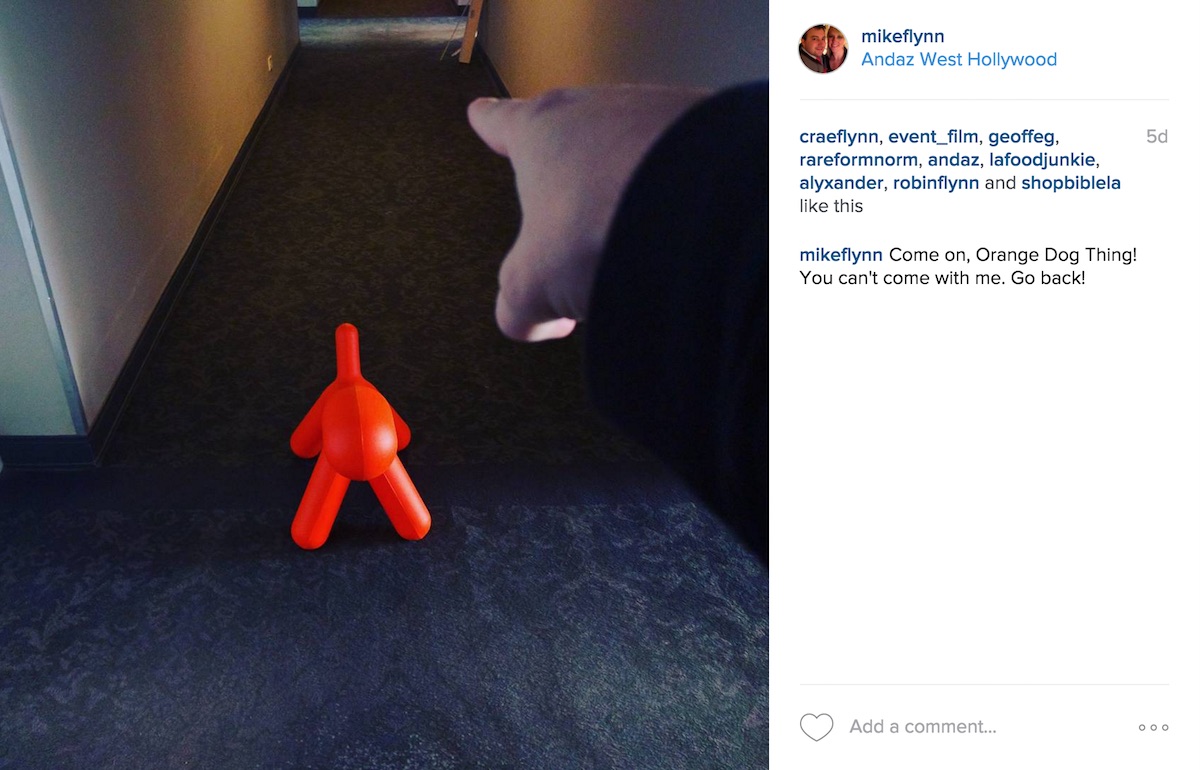 mikeflynn
Andaz West Hollywood
craeflynn, event_film, geoffeg,
5d
rareformnorm, andaz, lafoodjunkie,
alyxander, robinflynn and shopbiblela
like this
mikeflynn Come on, Orange Dog Thing!
You can't come with me. Go back!
Add a comment...